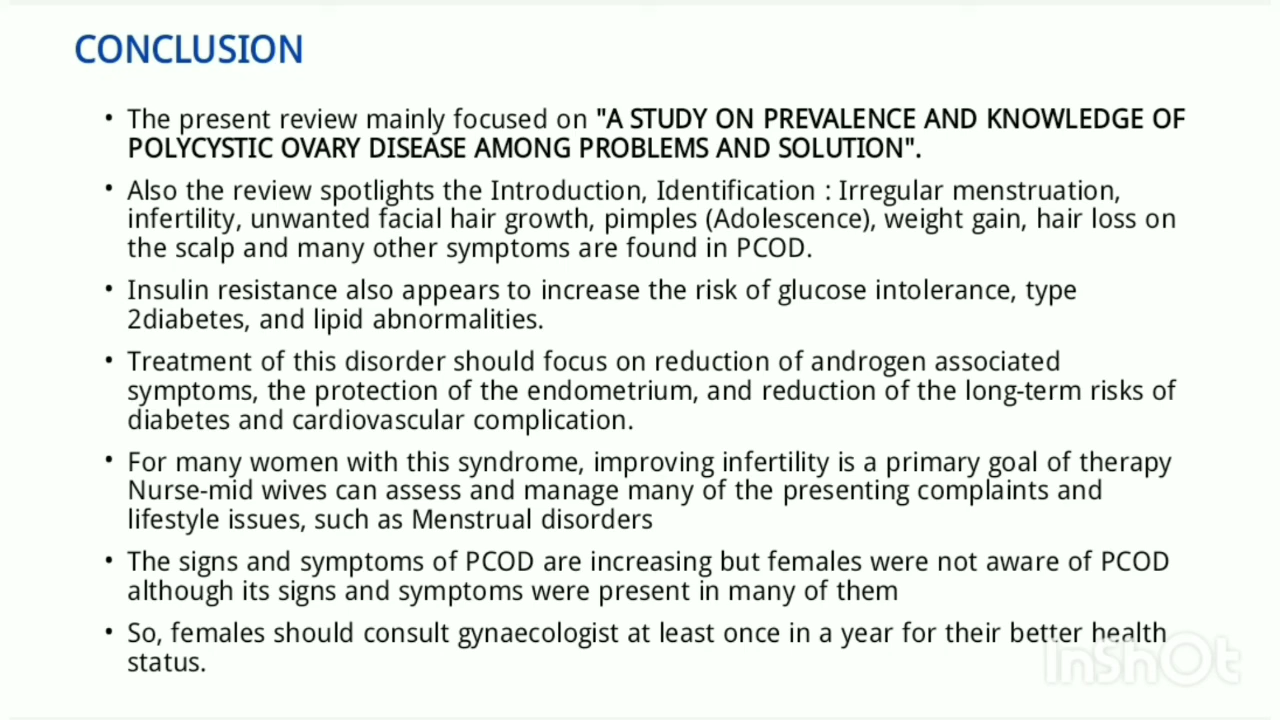 CONCLUSION
• The present review mainly focused on "A STUDY ON PREVALENCE AND KNOWLEDGE OF
POLYCYSTIC OVARY DISEASE AMONG PROBLEMS AND SOLUTION".
• Also the review spotlights the Introduction, Identification : Irregular menstruation,
infertility, unwanted facial hair growth, pimples (Adolescence), weight gain, hair loss on
the scalp and many other symptoms are found in PCOD.
• Insulin resistance also appears to increase the risk of glucose intolerance, type
2diabetes, and lipid abnormalities.
• Treatment of this disorder should focus on reduction of androgen associated
symptoms, the protection of the endometrium, and reduction of the long-term risks of
diabetes and cardiovascular complication.
• For many women with this syndrome, improving infertility is a primary goal of therapy
Nurse-mid wives can assess and manage many of the presenting complaints and
lifestyle issues, such as Menstrual disorders
• The signs and symptoms of PCOD are increasing but females were not aware of PCOD
although its signs and symptoms were present in many of them
• So, females should consult gynaecologist at least once in a year for their better health
status.
InShOt